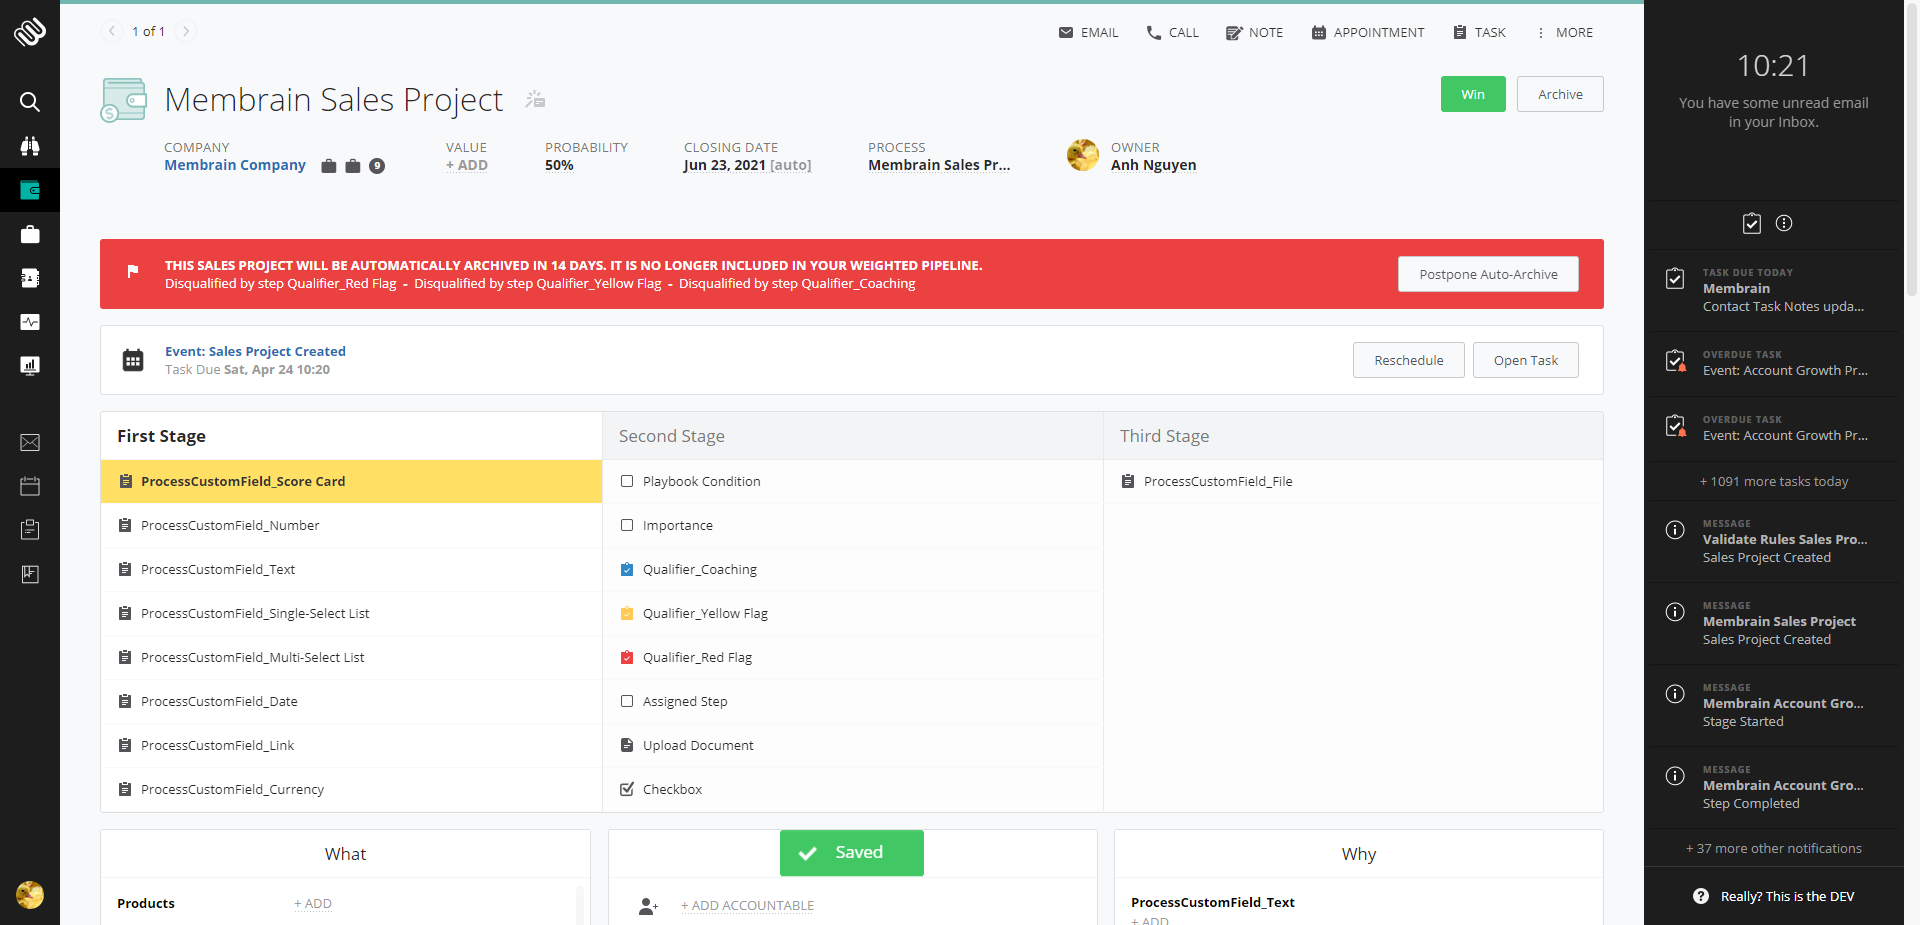 1 of 1
EMAIL
CALL
NOTE
APPOINTMENT
TASK
MORE
Membrain Sales Project
Win
Archive
COMPANY
Membrain Company
9
VALUE
+ ADD
PROBABILITY
50%
CLOSING DATE
Jun 23, 2021 [auto]
PROCESS
Membrain Sales Pr...
OWNER
Anh Nguyen
THIS SALES PROJECT WILL BE AUTOMATICALLY ARCHIVED IN 14 DAYS. IT IS NO LONGER INCLUDED IN YOUR WEIGHTED PIPELINE.
Disqualified by step Qualifier_Red Flag - Disqualified by step Qualifier_Yellow Flag - Disqualified by step Qualifier_Coaching
Postpone Auto-Archive
Event: Sales Project Created
Task Due Sat, Apr 24 10:20
Reschedule
Open Task
First Stage
ProcessCustomField_Score Card
ProcessCustomField_Number
ProcessCustomField_Text
ProcessCustomField_Single-Select List
ProcessCustomField_Multi-Select List
ProcessCustomField_Date
ProcessCustomField_Link
ProcessCustomField_Currency
Second Stage
Playbook Condition
Importance
Qualifier_Coaching
Qualifier_Yellow Flag
Qualifier_Red Flag
Assigned Step
Upload Document
Checkbox
Third Stage
ProcessCustomField_File
What
Products
+ ADD
Saved
+ ADD ACCOUNTABLE
Why
ProcessCustomField_Text
+ ADD
10:21
You have some unread email
in your Inbox.
TASK DUE TODAY
Membrain
Contact Task Notes upda...
OVERDUE TASK
Event: Account Growth Pr...
OVERDUE TASK
Event: Account Growth Pr...
+ 1091 more tasks today
MESSAGE
Validate Rules Sales Pro...
Sales Project Created
MESSAGE
Membrain Sales Project
Sales Project Created
MESSAGE
Membrain Account Gro...
Stage Started
MESSAGE
Membrain Account Gro...
Step Completed
+ 37 more other notifications
Really? This is the DEV